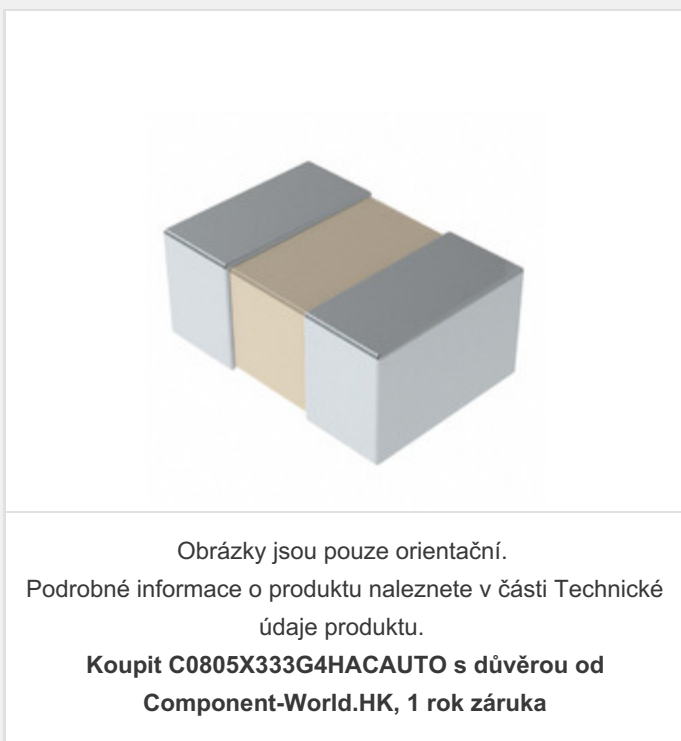 Obrázky jsou pouze orientační.
Podrobné informace o produktu naleznete v části Technické
údaje produktu.
Koupit C0805X333G4HACAUTO s důvěrou od
Component-World.HK, 1 rok záruka